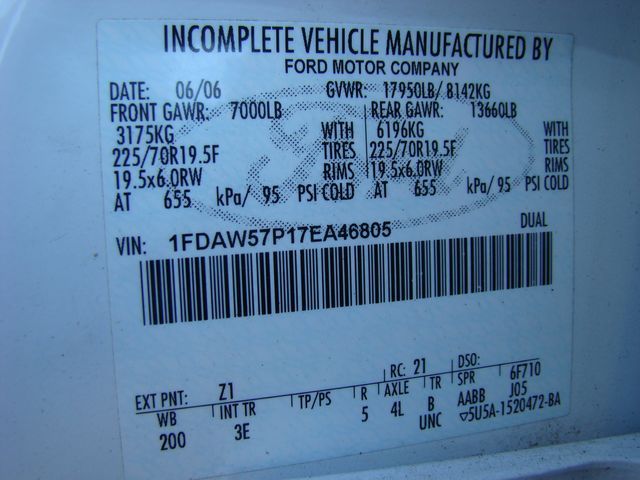 INCOMPLETE VEHICLE MANUFACTURED BY
FORD MOTOR COMPANY
DATE: 06/06 GVWR: 17950LB/ 8142KG
FRONT GAWR: 7000LB REAR GAWR: 13660LB
3175KG WITH 6196KG WITH
225/70R19.5F TIRES 225/70R19.5F TIRES
19.5x6.0RW RIMS 19.5x6.0RW RIMS
AT 655 kPa/ 95 PSI COLD AT 655 kPa/ 95 PSI COLD
VIN: 1FDAW57P17EA46805 DUAL
EXT PNT: Z1 RC: 21 DSO:
WB INT TR TP/PS R AXLE TR SPR 6F710
200 3E 5 4L B AABB J05
UNC ▽5U5A-1520472-BA